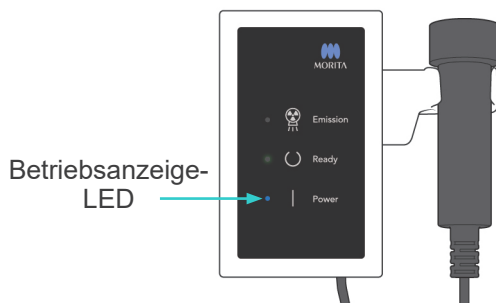 MORITA
Emission
Ready
Betriebsanzeige-
LED
Power